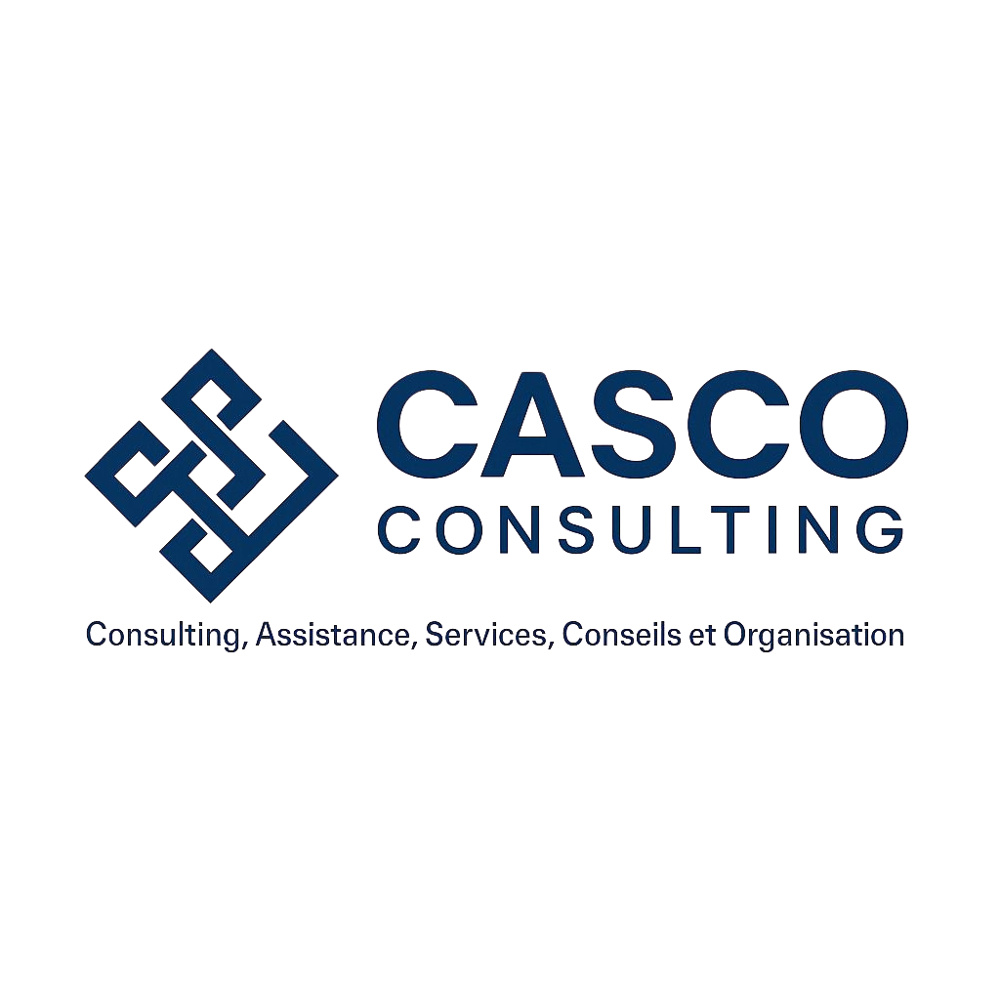 CASCO
CONSULTING
Consulting, Assistance, Services, Conseils et Organisation